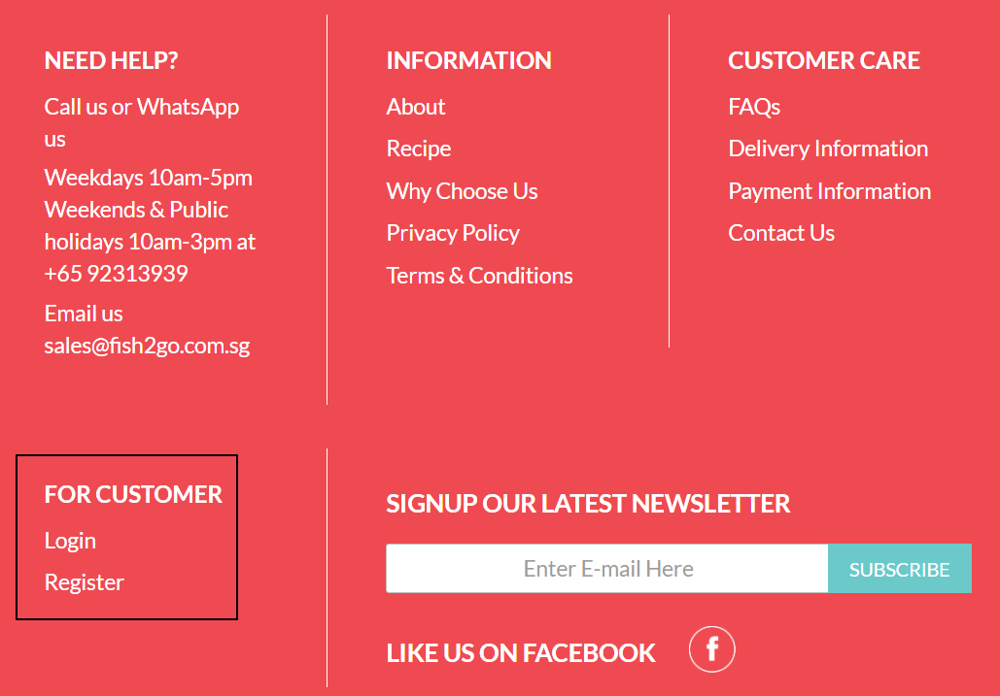 NEED HELP?
Call us or WhatsApp
us
Weekdays 10am-5pm
Weekends & Public
holidays 10am-3pm at
+65 92313939
Email us
sales@fish2go.com.sg
INFORMATION
About
Recipe
Why Choose Us
Privacy Policy
Terms & Conditions
CUSTOMER CARE
FAQs
Delivery Information
Payment Information
Contact Us
FOR CUSTOMER
Login
Register
SIGNUP OUR LATEST NEWSLETTER
Enter E-mail Here
SUBSCRIBE
LIKE US ON FACEBOOK
f